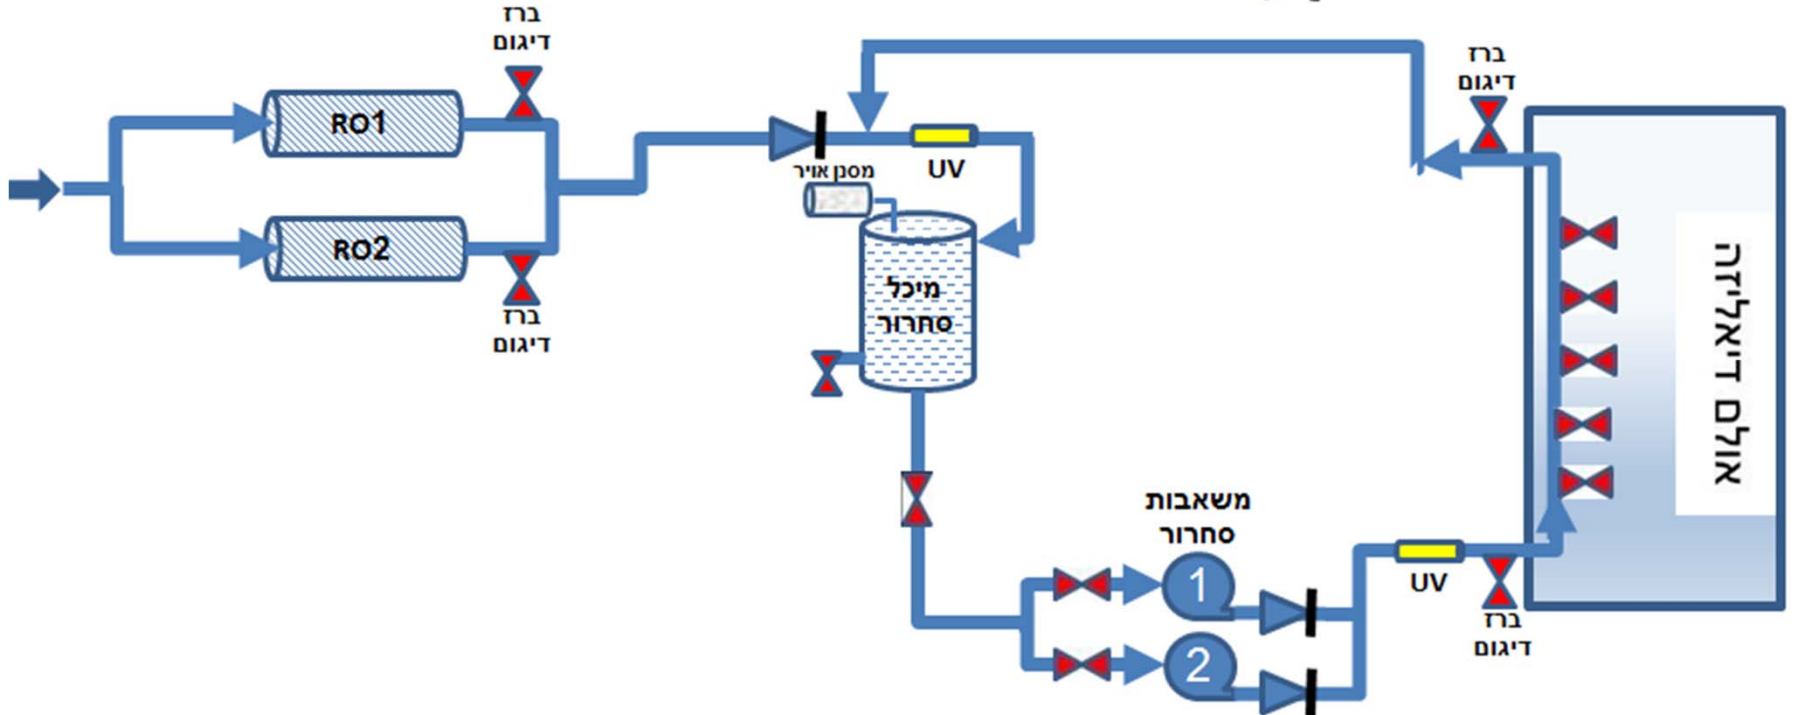 ברז
דיגום
RO1
RO2
ברז
דיגום
מסנן אויר
UV
מיכל
סחרור
משאבות
סחרור
1
2
UV
ברז
דיגום
ברז
דיגום
אולם דיאליזה